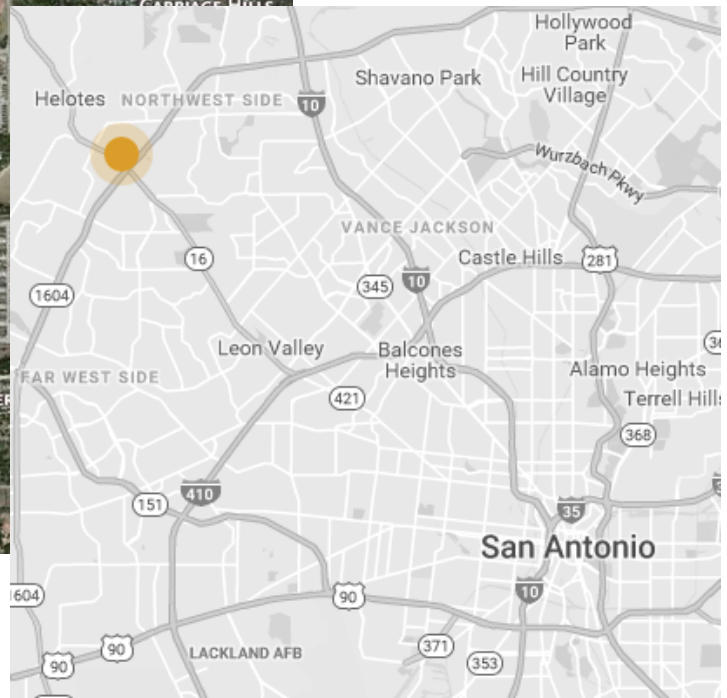 CARRIAGE HILLS
Hollywood
Park
Shavano Park
Hill Country
Village
Helotes
NORTHWEST SIDE
10
Wurzbach Pkwy
VANCE JACKSON
16
Castle Hills
281
345
10
1604
Leon Valley
Balcones
Heights
Alamo Heights
FAR WEST SIDE
421
Terrell Hills
368
410
151
35
San Antonio
10
90
1604
90
371
LACKLAND AFB
353
90